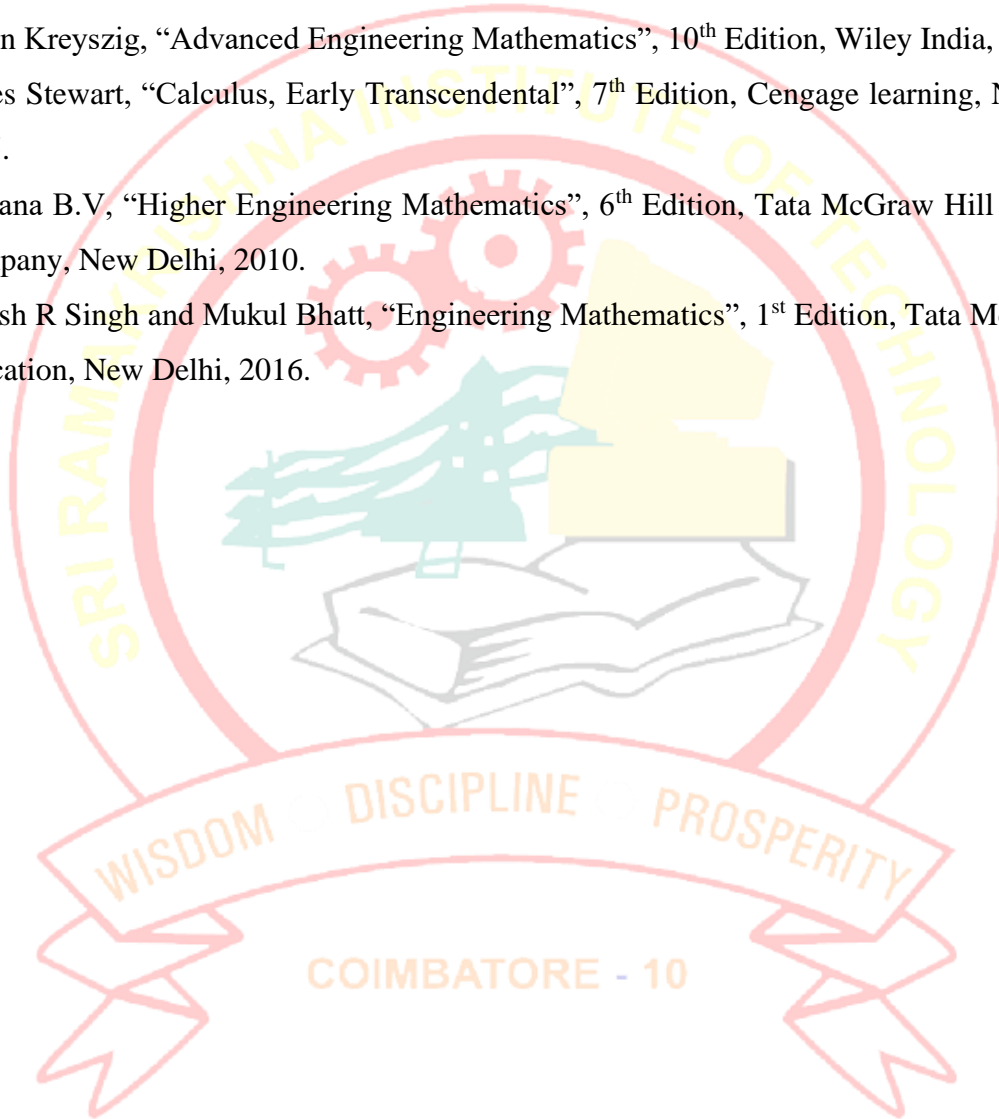 n Kreyszig, “Advanced Engineering Mathematics”, 10th Edition, Wiley India,
es Stewart, “Calculus, Early Transcendental”, 7th Edition, Cengage learning, N
.
ana B.V, “Higher Engineering Mathematics”, 6th Edition, Tata McGraw Hill
pany, New Delhi, 2010.
sh R Singh and Mukul Bhatt, “Engineering Mathematics”, 1st Edition, Tata Mc
cation, New Delhi, 2016.
SRI RAMAKRISHNA INSTITUTE OF TECHNOLOGY
WISDOM DISCIPLINE PROSPERITY
COIMBATORE - 10